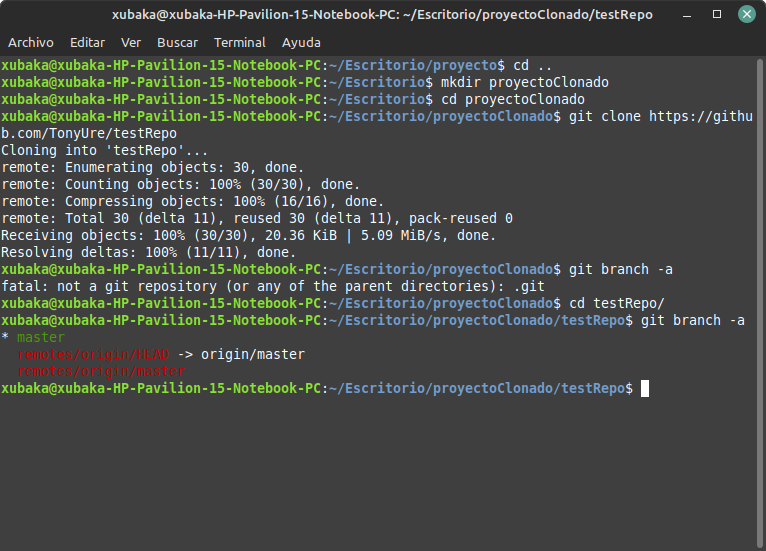 xubaka@xubaka-HP-Pavilion-15-Notebook-PC: ~/Escritorio/proyectoClonado/testRepo
Archivo Editar Ver Buscar Terminal Ayuda
xubaka@xubaka-HP-Pavilion-15-Notebook-PC:~/Escritorio/proyecto$ cd ..
xubaka@xubaka-HP-Pavilion-15-Notebook-PC:~/Escritorio$ mkdir proyectoClonado
xubaka@xubaka-HP-Pavilion-15-Notebook-PC:~/Escritorio$ cd proyectoClonado
xubaka@xubaka-HP-Pavilion-15-Notebook-PC:~/Escritorio/proyectoClonado$ git clone https://githu
b.com/TonyUre/testRepo
Cloning into 'testRepo'...
remote: Enumerating objects: 30, done.
remote: Counting objects: 100% (30/30), done.
remote: Compressing objects: 100% (16/16), done.
remote: Total 30 (delta 11), reused 30 (delta 11), pack-reused 0
Receiving objects: 100% (30/30), 20.36 KiB | 5.09 MiB/s, done.
Resolving deltas: 100% (11/11), done.
xubaka@xubaka-HP-Pavilion-15-Notebook-PC:~/Escritorio/proyectoClonado$ git branch -a
fatal: not a git repository (or any of the parent directories): .git
xubaka@xubaka-HP-Pavilion-15-Notebook-PC:~/Escritorio/proyectoClonado$ cd testRepo/
xubaka@xubaka-HP-Pavilion-15-Notebook-PC:~/Escritorio/proyectoClonado/testRepo$ git branch -a
* master
remotes/origin/HEAD -> origin/master
remotes/origin/master
xubaka@xubaka-HP-Pavilion-15-Notebook-PC:~/Escritorio/proyectoClonado/testRepo$